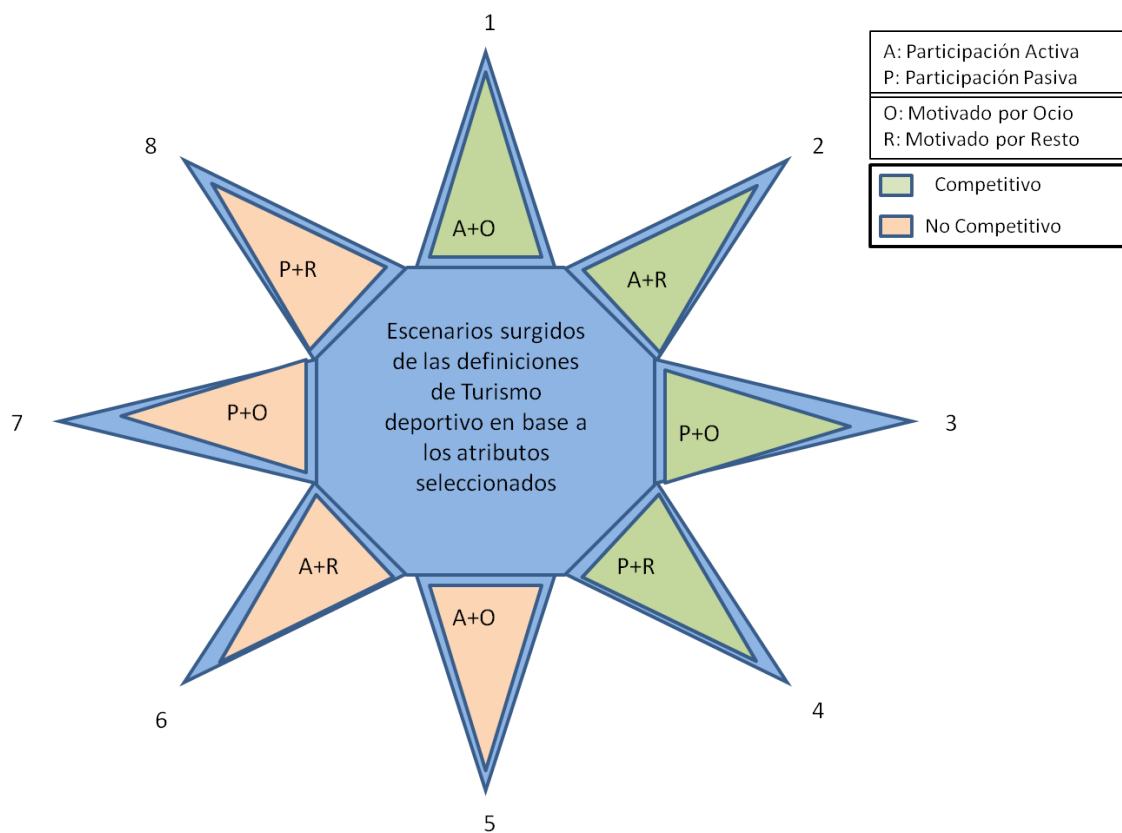 1
A: Participación Activa
P: Participación Pasiva
O: Motivado por Ocio
R: Motivado por Resto
Competitivo
No Competitivo
8
2
A+O
P+R
A+R
Escenarios surgidos
de las definiciones
de Turismo
deportivo en base a
los atributos
seleccionados
7
P+O
P+O
3
A+R
P+R
A+O
6
4
5